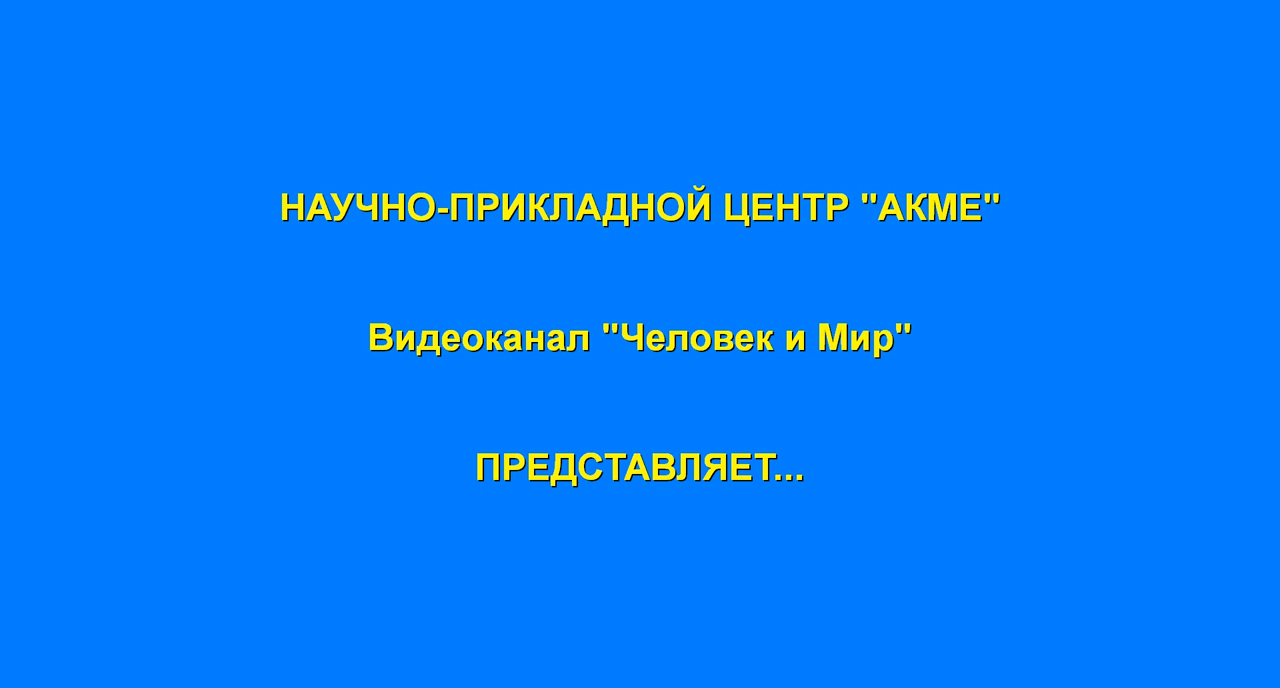 НАУЧНО-ПРИКЛАДНОЙ ЦЕНТР "АКМЕ"
Видеоканал "Человек и Мир"
ПРЕДСТАВЛЯЕТ...